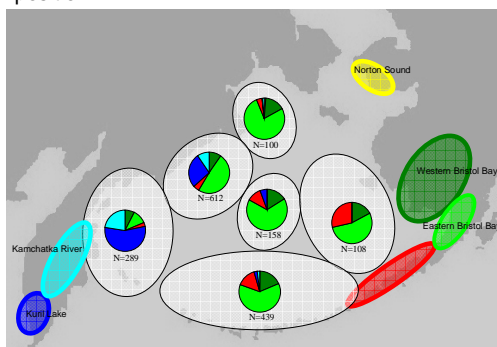 Norton Sound
N=100
Western Bristol Bay
N=612
N=158
Eastern Bristol Bay
Kamchatka River
N=289
N=108
Kuril Lake
N=439